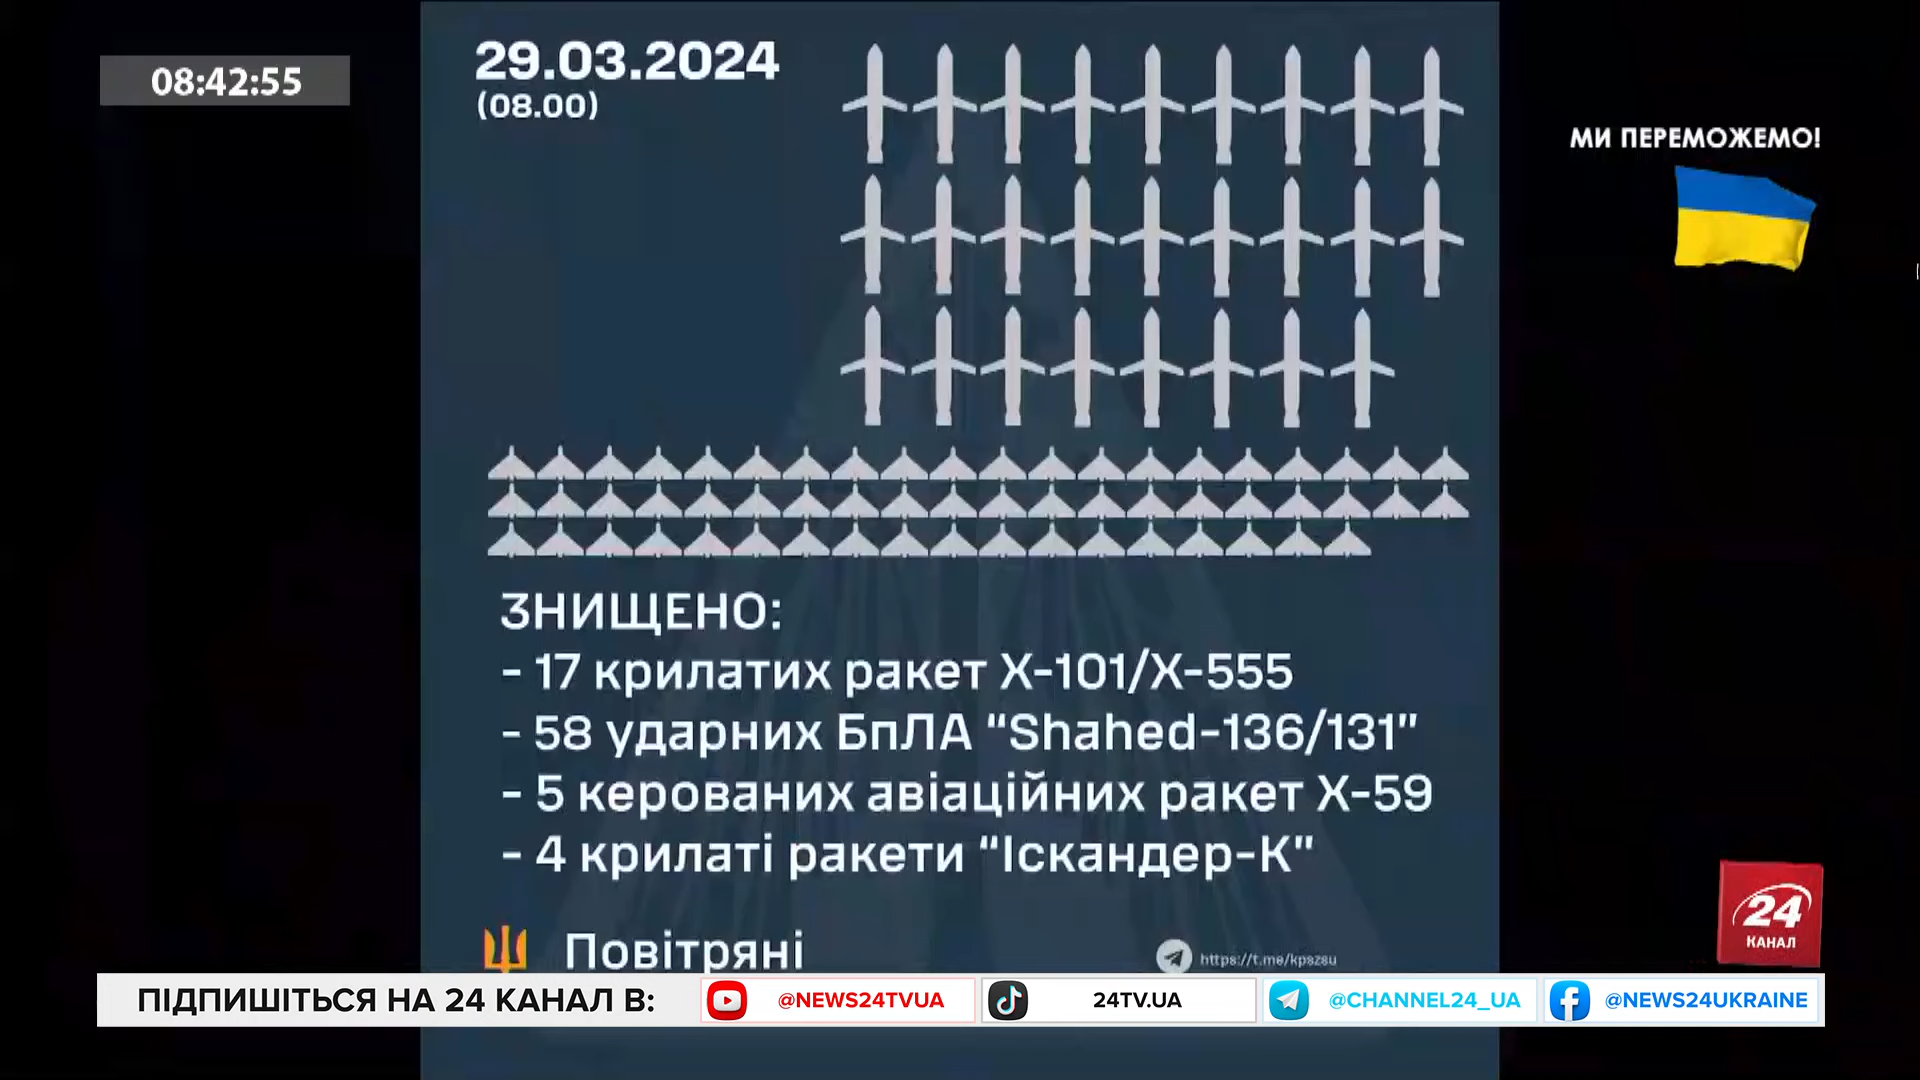 08:42:55
29.03.2024
(08.00)
МИ ПЕРЕМОЖЕМО!
ЗНИЩЕНО:
- 17 крилатих ракет Х-101/Х-555
- 58 ударних БпЛА “Shahed-136/131”
- 5 керованих авіаційних ракет Х-59
- 4 крилаті ракети “Іскандер-К”
24
КАНАЛ
Повітряні
https://t.me/kpszsu
ПІДПИШІТЬСЯ НА 24 КАНАЛ В:
@NEWS24TVUA
24TV.UA
@CHANNEL24_UA
@NEWS24UKRAINE